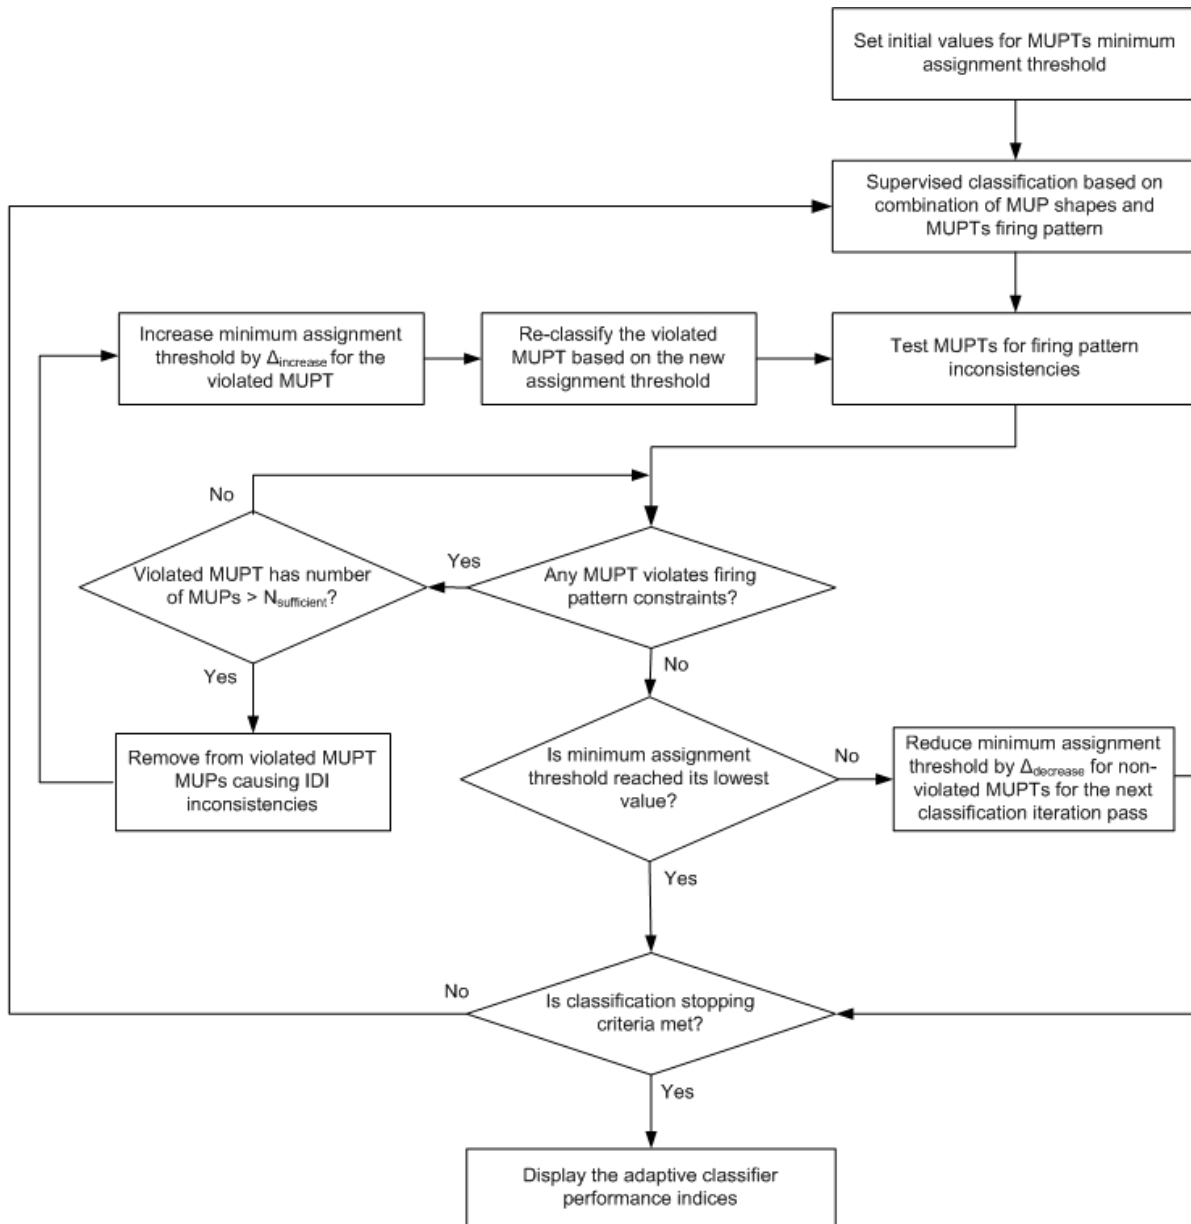 Set initial values for MUPTs minimum
assignment threshold
Supervised classification based on
combination of MUP shapes and
MUPTs firing pattern
Increase minimum assignment
threshold by Δincrease for the
violated MUPT
Re-classify the violated
MUPT based on the new
assignment threshold
Test MUPTs for firing pattern
inconsistencies
No
Violated MUPT has number
of MUPs > Nsufficient?
Yes
Any MUPT violates firing
pattern constraints?
Yes
No
Remove from violated MUPT
MUPs causing IDI
inconsistencies
Is minimum assignment
threshold reached its lowest
value?
No
Reduce minimum assignment
threshold by Δdecrease for non-
violated MUPTs for the next
classification iteration pass
Yes
No
Is classification stopping
criteria met?
Yes
Display the adaptive classifier
performance indices